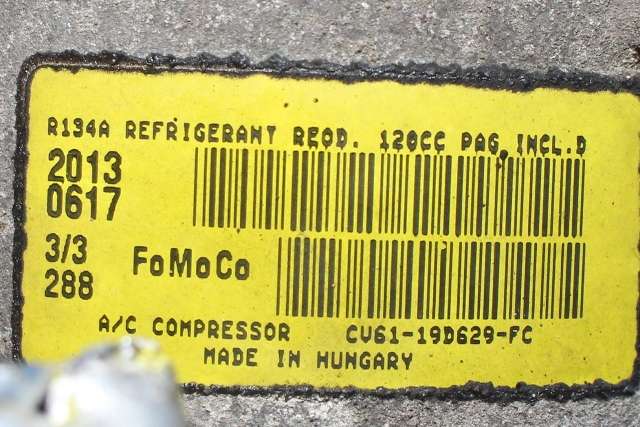 R134A REFRIGERANT REQD. 120CC PAG INCL.D
2013
0617
3/3
288
FoMoCo
A/C COMPRESSOR CV61-19D629-FC
MADE IN HUNGARY